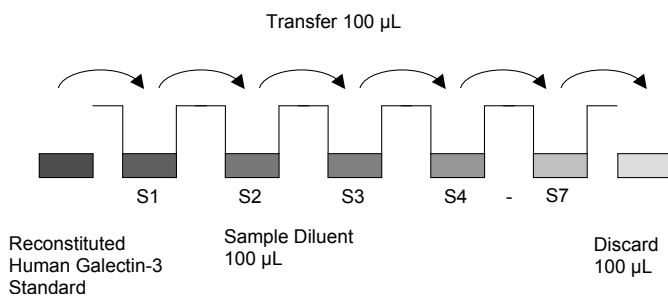 Transfer 100 µL
S1 S2 S3 S4 - S7
Reconstituted
Human Galectin-3
Standard
Sample Diluent
100 µL
Discard
100 µL